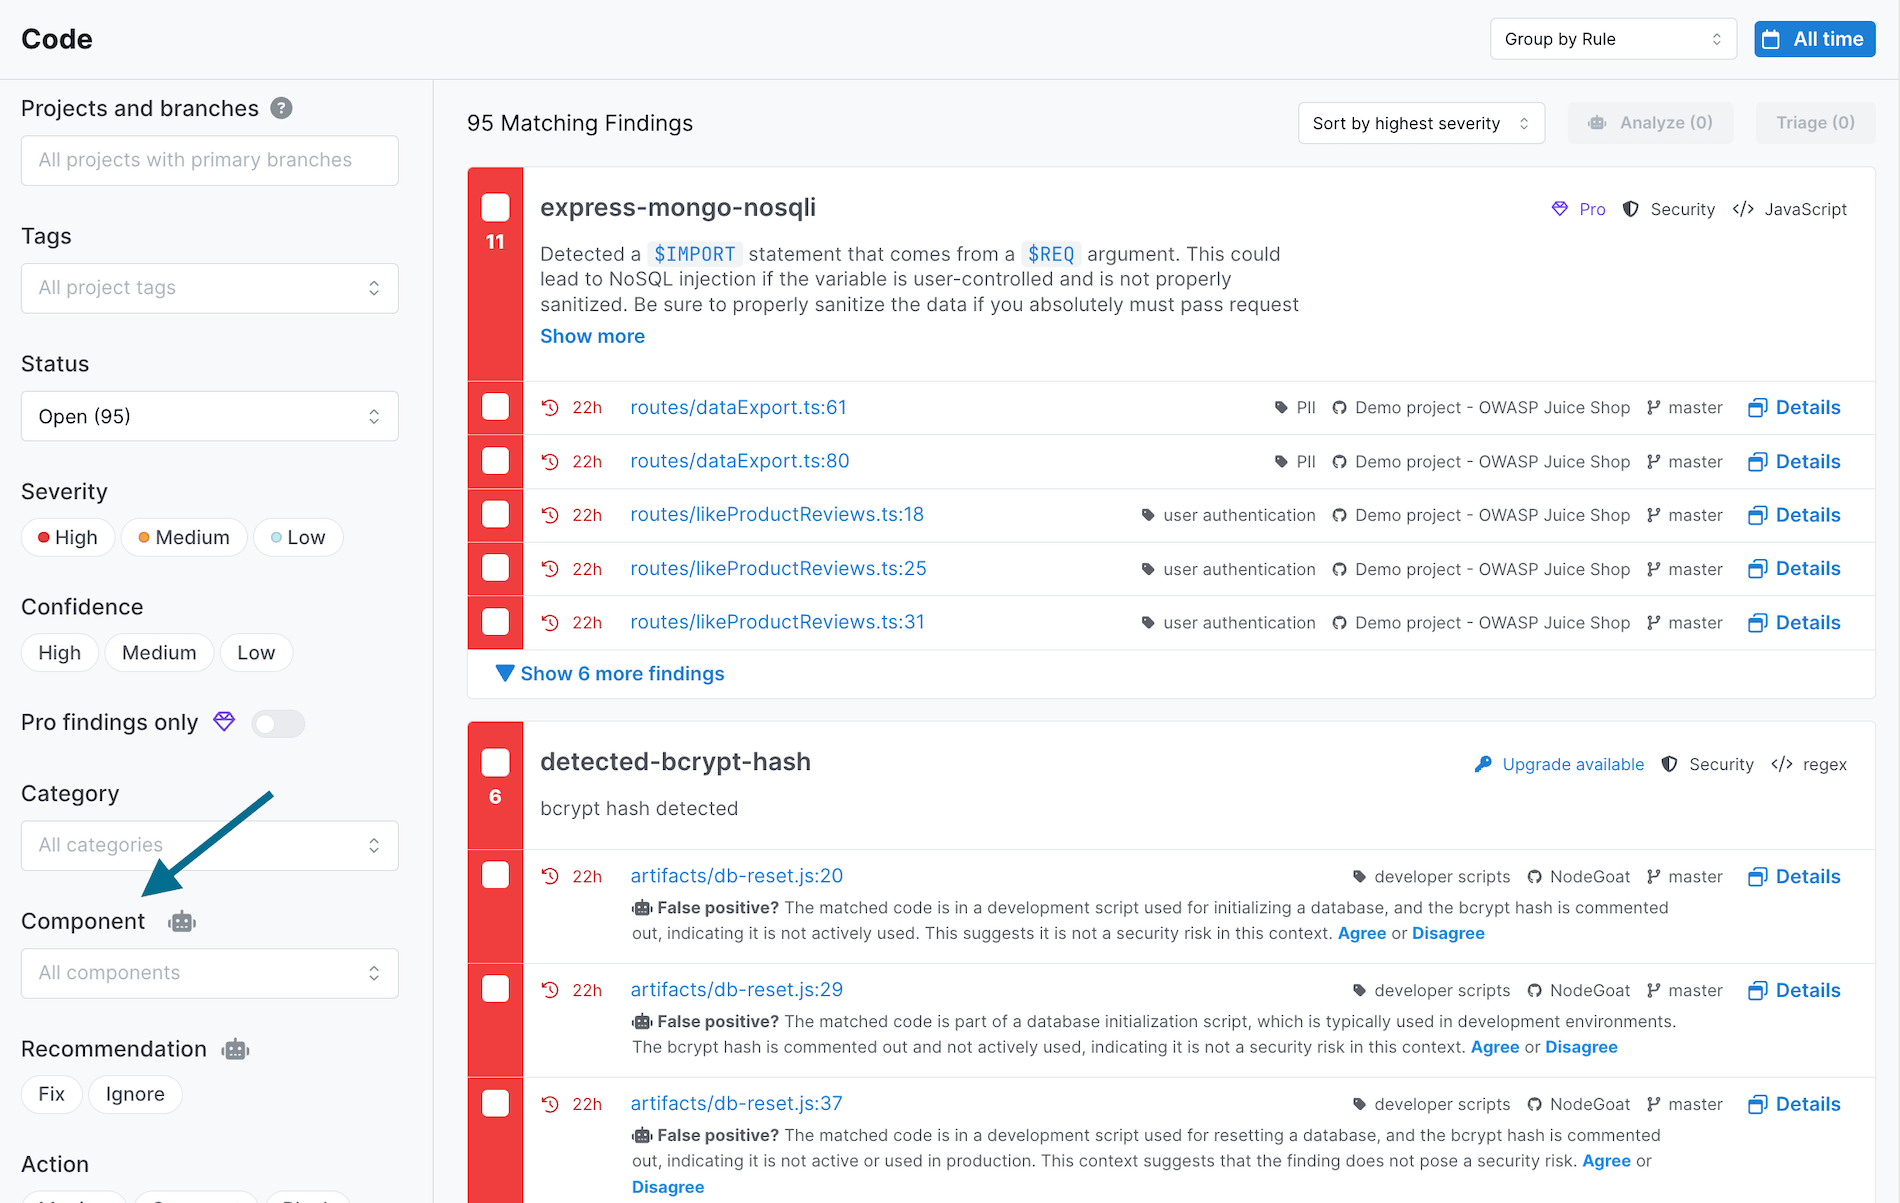 Code
Group by Rule
All time
Projects and branches ?
All projects with primary branches
Tags
All project tags
Status
Open (95)
Severity
High Medium Low
Confidence
High Medium Low
Pro findings only
Category
All categories
Component
All components
Recommendation
Fix Ignore
Action
95 Matching Findings
Sort by highest severity
Analyze (0)
Triage (0)
11
express-mongo-nosqli
Pro Security </> JavaScript
Detected a $IMPORT statement that comes from a $REQ argument. This could
lead to NoSQL injection if the variable is user-controlled and is not properly
sanitized. Be sure to properly sanitize the data if you absolutely must pass request
Show more
22h routes/dataExport.ts:61 PII Demo project - OWASP Juice Shop master Details
22h routes/dataExport.ts:80 PII Demo project - OWASP Juice Shop master Details
22h routes/likeProductReviews.ts:18 user authentication Demo project - OWASP Juice Shop master Details
22h routes/likeProductReviews.ts:25 user authentication Demo project - OWASP Juice Shop master Details
22h routes/likeProductReviews.ts:31 user authentication Demo project - OWASP Juice Shop master Details
Show 6 more findings
6
detected-bcrypt-hash
Upgrade available Security </> regex
bcrypt hash detected
22h artifacts/db-reset.js:20 developer scripts NodeGoat master Details
False positive? The matched code is in a development script used for initializing a database, and the bcrypt hash is commented
out, indicating it is not actively used. This suggests it is not a security risk in this context. Agree or Disagree
22h artifacts/db-reset.js:29 developer scripts NodeGoat master Details
False positive? The matched code is part of a database initialization script, which is typically used in development environments.
The bcrypt hash is commented out and not actively used, indicating it is not a security risk in this context. Agree or Disagree
22h artifacts/db-reset.js:37 developer scripts NodeGoat master Details
False positive? The matched code is in a development script used for resetting a database, and the bcrypt hash is commented
out, indicating it is not active or used in production. This context suggests that the finding does not pose a security risk. Agree or
Disagree